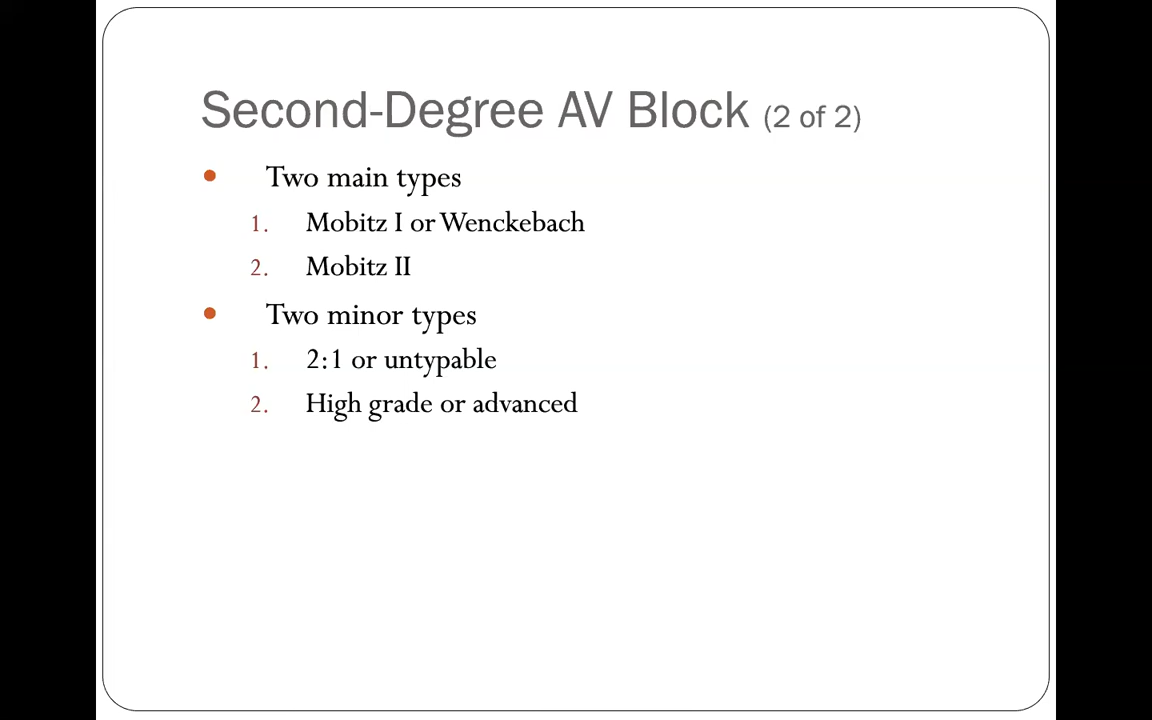 Second-Degree AV Block (2 of 2)
• Two main types
1. Mobitz I or Wenckebach
2. Mobitz II
• Two minor types
1. 2:1 or untypable
2. High grade or advanced